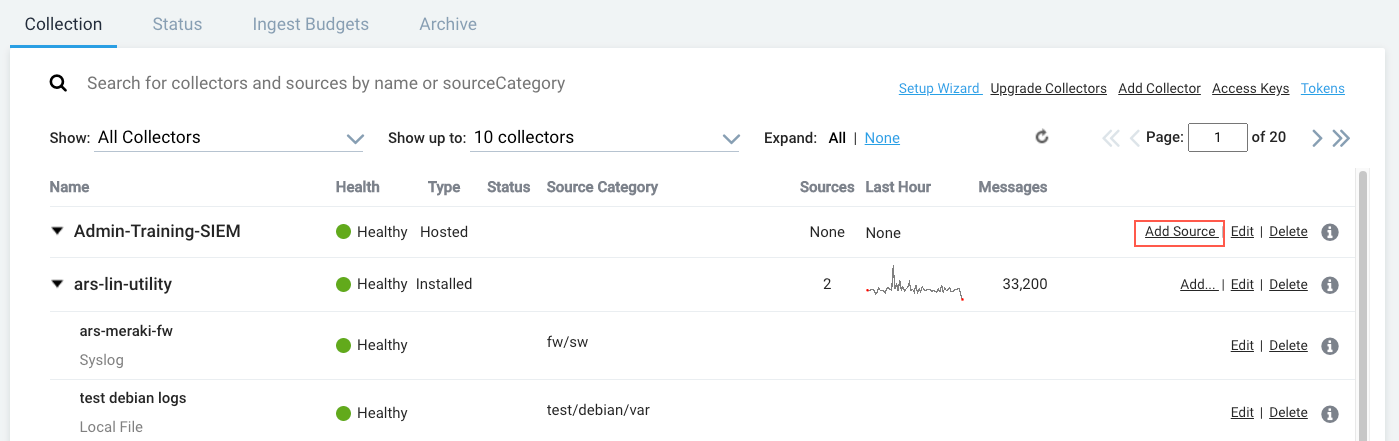 Collection Status Ingest Budgets Archive
Search for collectors and sources by name or sourceCategory
Setup Wizard Upgrade Collectors Add Collector Access Keys Tokens
Show: All Collectors Show up to: 10 collectors Expand: All | None Page: 1 of 20
Name Health Type Status Source Category Sources Last Hour Messages
Admin-Training-SIEM Healthy Hosted None None Add Source | Edit | Delete
ars-lin-utility Healthy Installed 2 33,200 Add... | Edit | Delete
ars-meraki-fw
Syslog
Healthy fw/sw Edit | Delete
test debian logs
Local File
Healthy test/debian/var Edit | Delete